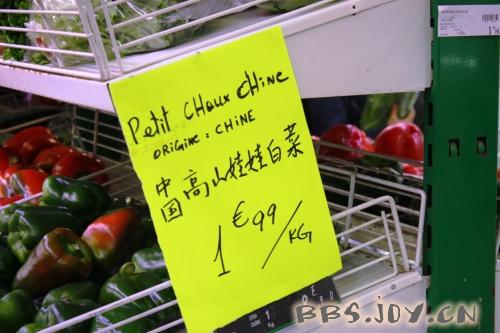 Petit CHoux CHinE
ORiGinE : CHINE
中国高山娃娃白菜
1€99/KG
BBS.JOY.CN